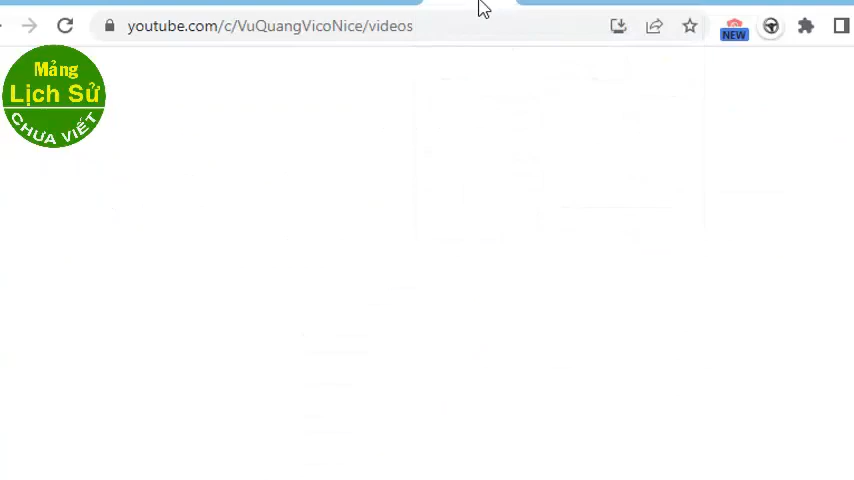 youtube.com/c/VuQuangVicoNice/videos
NEW
Mảng
Lịch Sử
CHƯA VIẾT